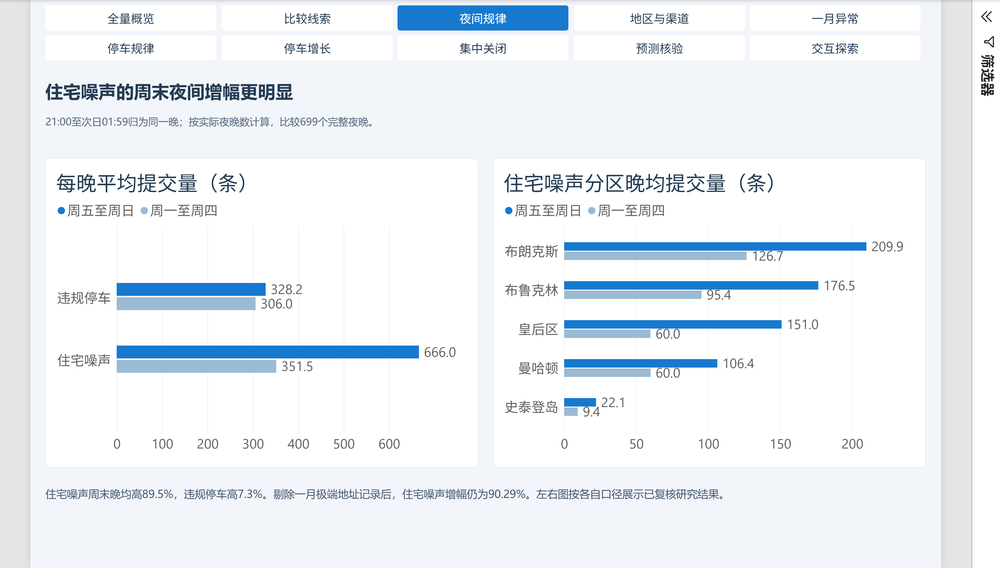 全量概览 比较线索 夜间规律 地区与渠道 一月异常
停车规律 停车增长 集中关闭 预测核验 交互探索
筛选器
住宅噪声的周末夜间增幅更明显
21:00至次日01:59归为同一晚；按实际夜晚数计算，比较699个完整夜晚。
每晚平均提交量（条）
周五至周日 周一至周四
违规停车 328.2
306.0
住宅噪声 666.0
351.5
0 100 200 300 400 500 600
住宅噪声分区晚均提交量（条）
周五至周日 周一至周四
布朗克斯 209.9
126.7
布鲁克林 176.5
95.4
皇后区 151.0
60.0
曼哈顿 106.4
60.0
史泰登岛 22.1
9.4
0 50 100 150 200
住宅噪声周末晚均高89.5%，违规停车高7.3%。剔除一月极端地址记录后，住宅噪声增幅仍为90.29%。左右图按各自口径展示已复核研究结果。